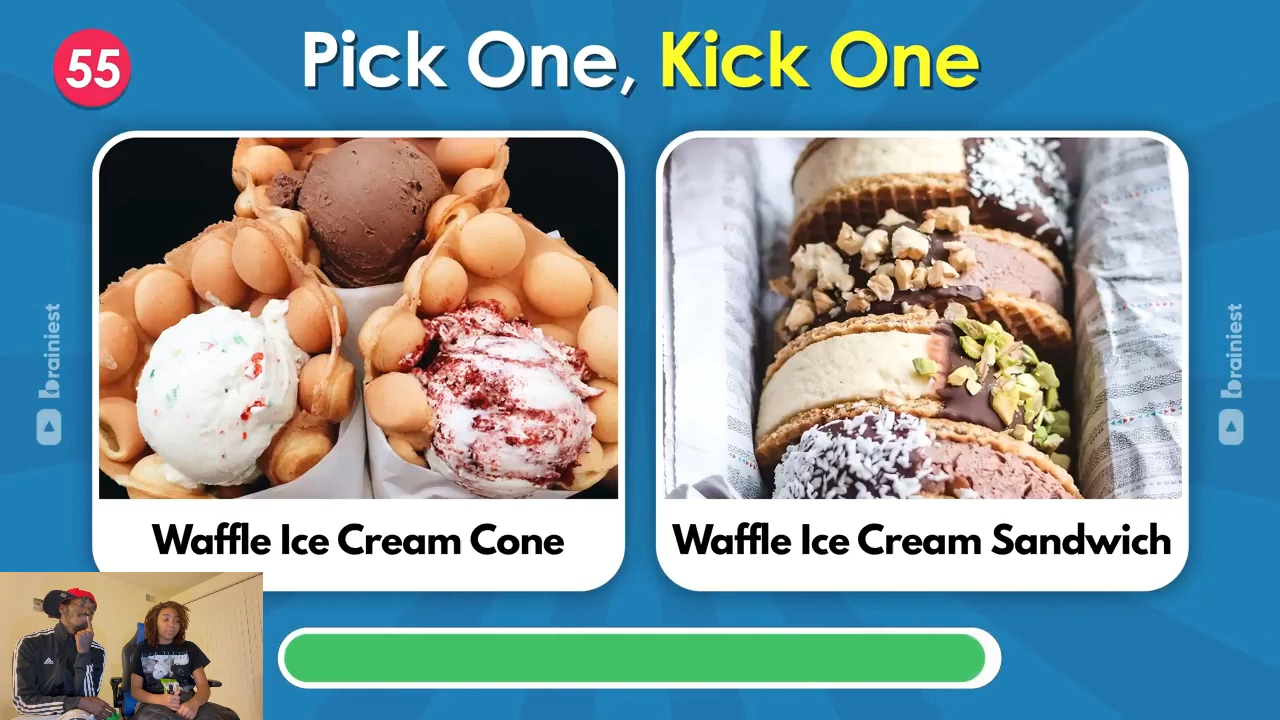 55
Pick One, Kick One
brainiest
brainiest
Waffle Ice Cream Cone
Waffle Ice Cream Sandwich